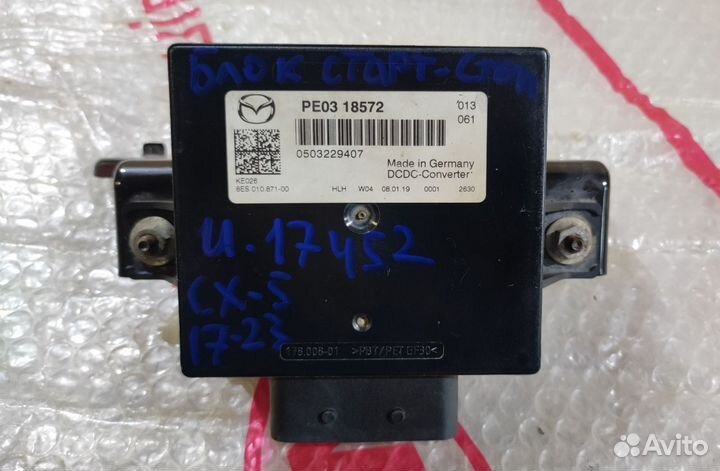 Блок СТАРТ-Стоп
PE03 18572
013
061
0503229407
Made in Germany
DCDC-Converter
KE026
6ES.010.871-00
HLH W04 08.01.19 0001 2630
И.17452
CX-5
17-23
178.006-01 >PBT/PET GF30<
Avito